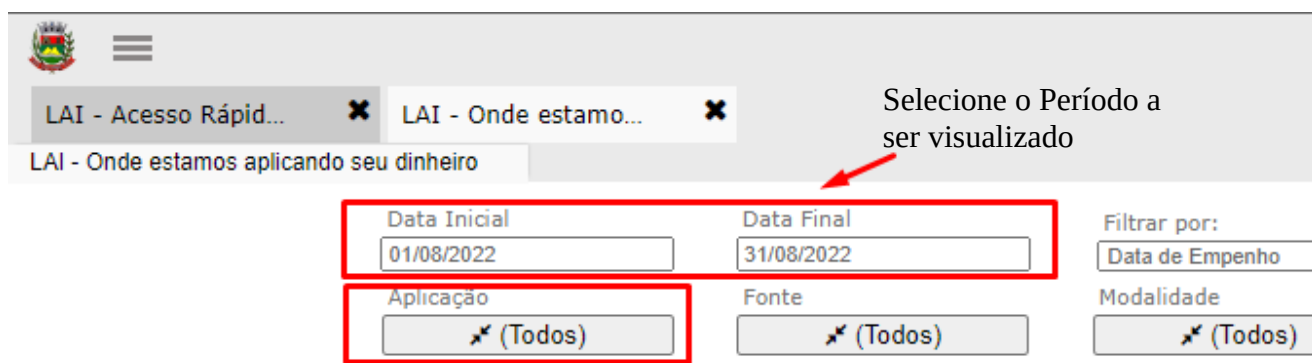 LAI - Acesso Rápid...
LAI - Onde estamo...
Selecione o Período a
ser visualizado
LAI - Onde estamos aplicando seu dinheiro
Data Inicial
Data Final
Filtrar por:
01/08/2022
31/08/2022
Data de Empenho
Aplicação
Fonte
Modalidade
(Todos)
(Todos)
(Todos)